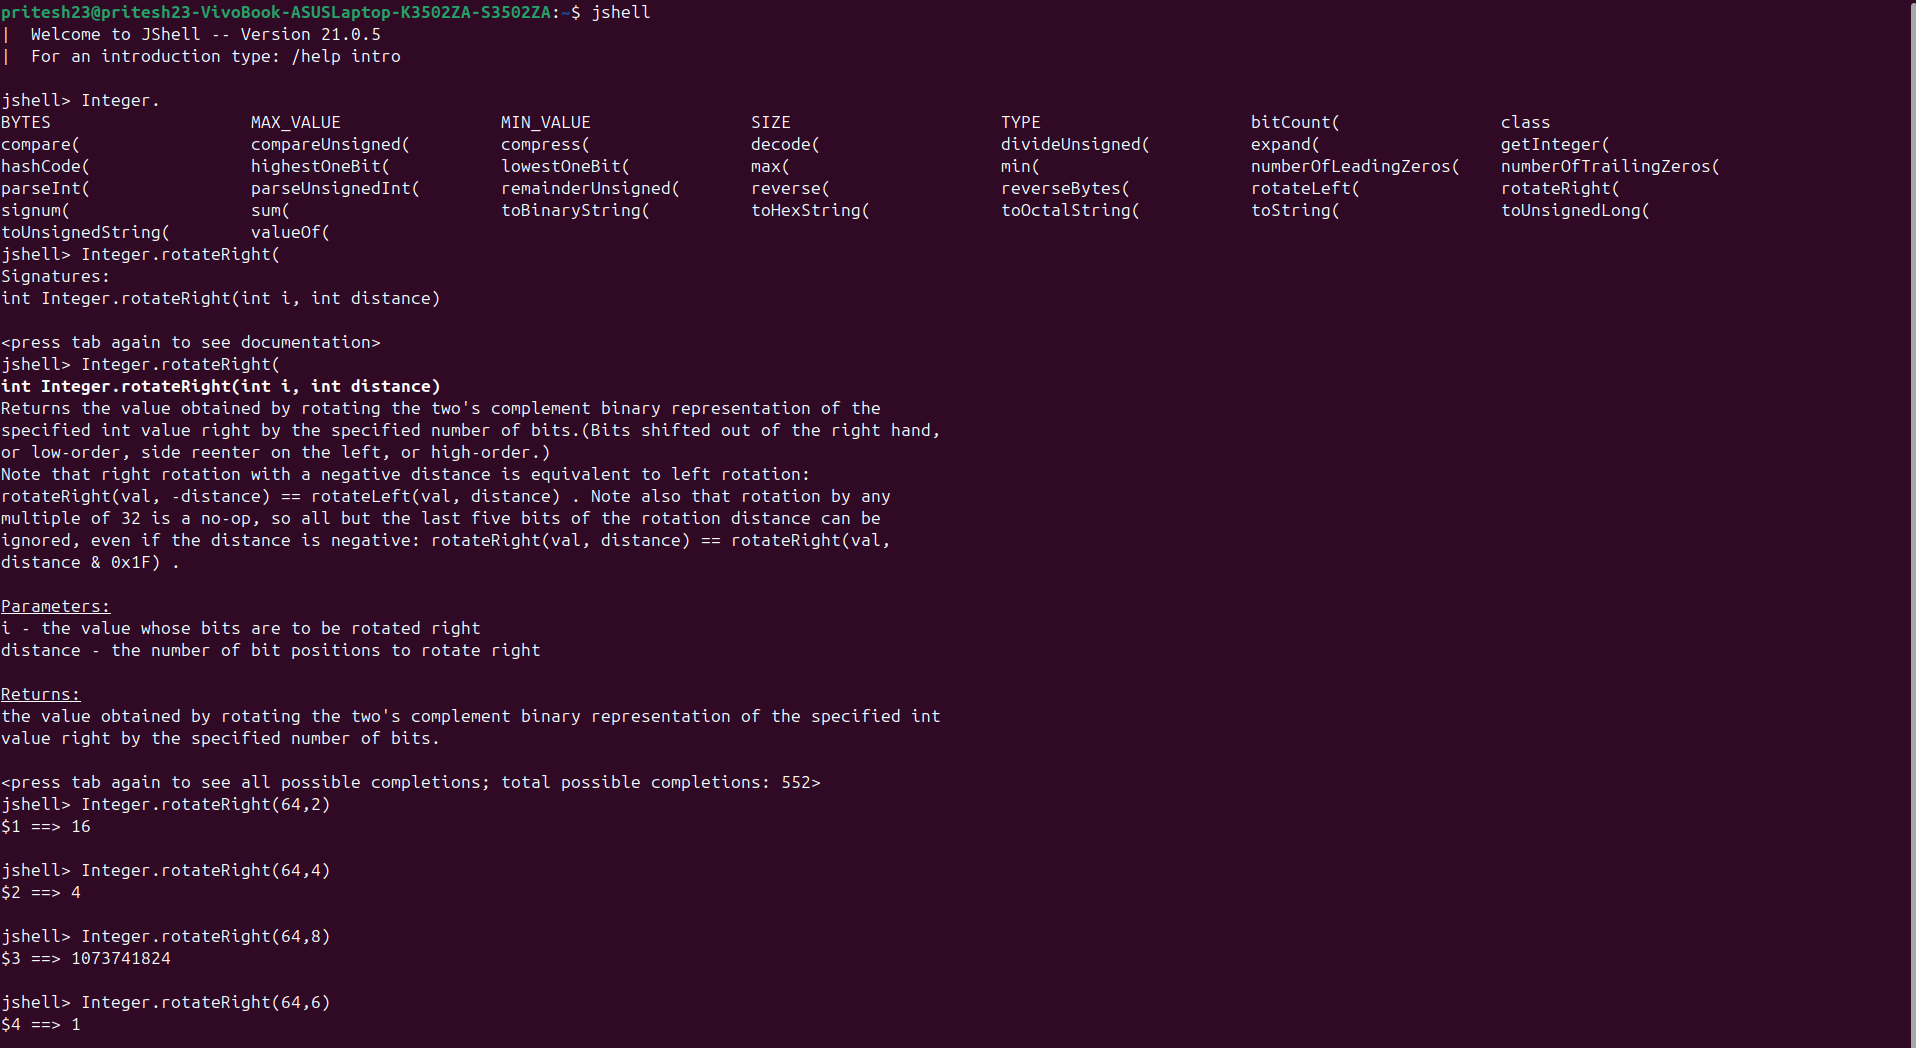 pritesh23@pritesh23-VivoBook-ASUSLaptop-K3502ZA-S3502ZA:~$ jshell
|  Welcome to JShell -- Version 21.0.5
|  For an introduction type: /help intro
jshell> Integer.
BYTES                    MAX_VALUE                MIN_VALUE                SIZE                     TYPE                     bitCount(                class
compare(                 compareUnsigned(         compress(                decode(                  divideUnsigned(          expand(                  getInteger(
hashCode(                highestOneBit(           lowestOneBit(            max(                     min(                     numberOfLeadingZeros(    numberOfTrailingZeros(
parseInt(                parseUnsignedInt(        remainderUnsigned(       reverse(                 reverseBytes(            rotateLeft(              rotateRight(
signum(                  sum(                     toBinaryString(          toHexString(             toOctalString(           toString(                toUnsignedLong(
toUnsignedString(        valueOf(
jshell> Integer.rotateRight(
Signatures:
int Integer.rotateRight(int i, int distance)
<press tab again to see documentation>
jshell> Integer.rotateRight(
int Integer.rotateRight(int i, int distance)
Returns the value obtained by rotating the two's complement binary representation of the
specified int value right by the specified number of bits.(Bits shifted out of the right hand,
or low-order, side reenter on the left, or high-order.)
Note that right rotation with a negative distance is equivalent to left rotation:
rotateRight(val, -distance) == rotateLeft(val, distance) . Note also that rotation by any
multiple of 32 is a no-op, so all but the last five bits of the rotation distance can be
ignored, even if the distance is negative: rotateRight(val, distance) == rotateRight(val,
distance & 0x1F) .
Parameters:
i - the value whose bits are to be rotated right
distance - the number of bit positions to rotate right
Returns:
the value obtained by rotating the two's complement binary representation of the specified int
value right by the specified number of bits.
<press tab again to see all possible completions; total possible completions: 552>
jshell> Integer.rotateRight(64,2)
$1 ==> 16
jshell> Integer.rotateRight(64,4)
$2 ==> 4
jshell> Integer.rotateRight(64,8)
$3 ==> 1073741824
jshell> Integer.rotateRight(64,6)
$4 ==> 1